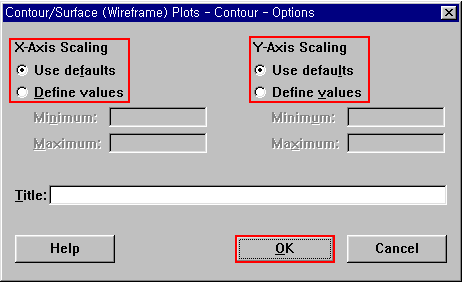 Contour/Surface (Wireframe) Plots - Contour - Options
X-Axis Scaling
Y-Axis Scaling
Use defaults
Use defaults
Define values
Define values
Minimum:
Minimum:
Maximum:
Maximum:
Title:
Help
OK
Cancel